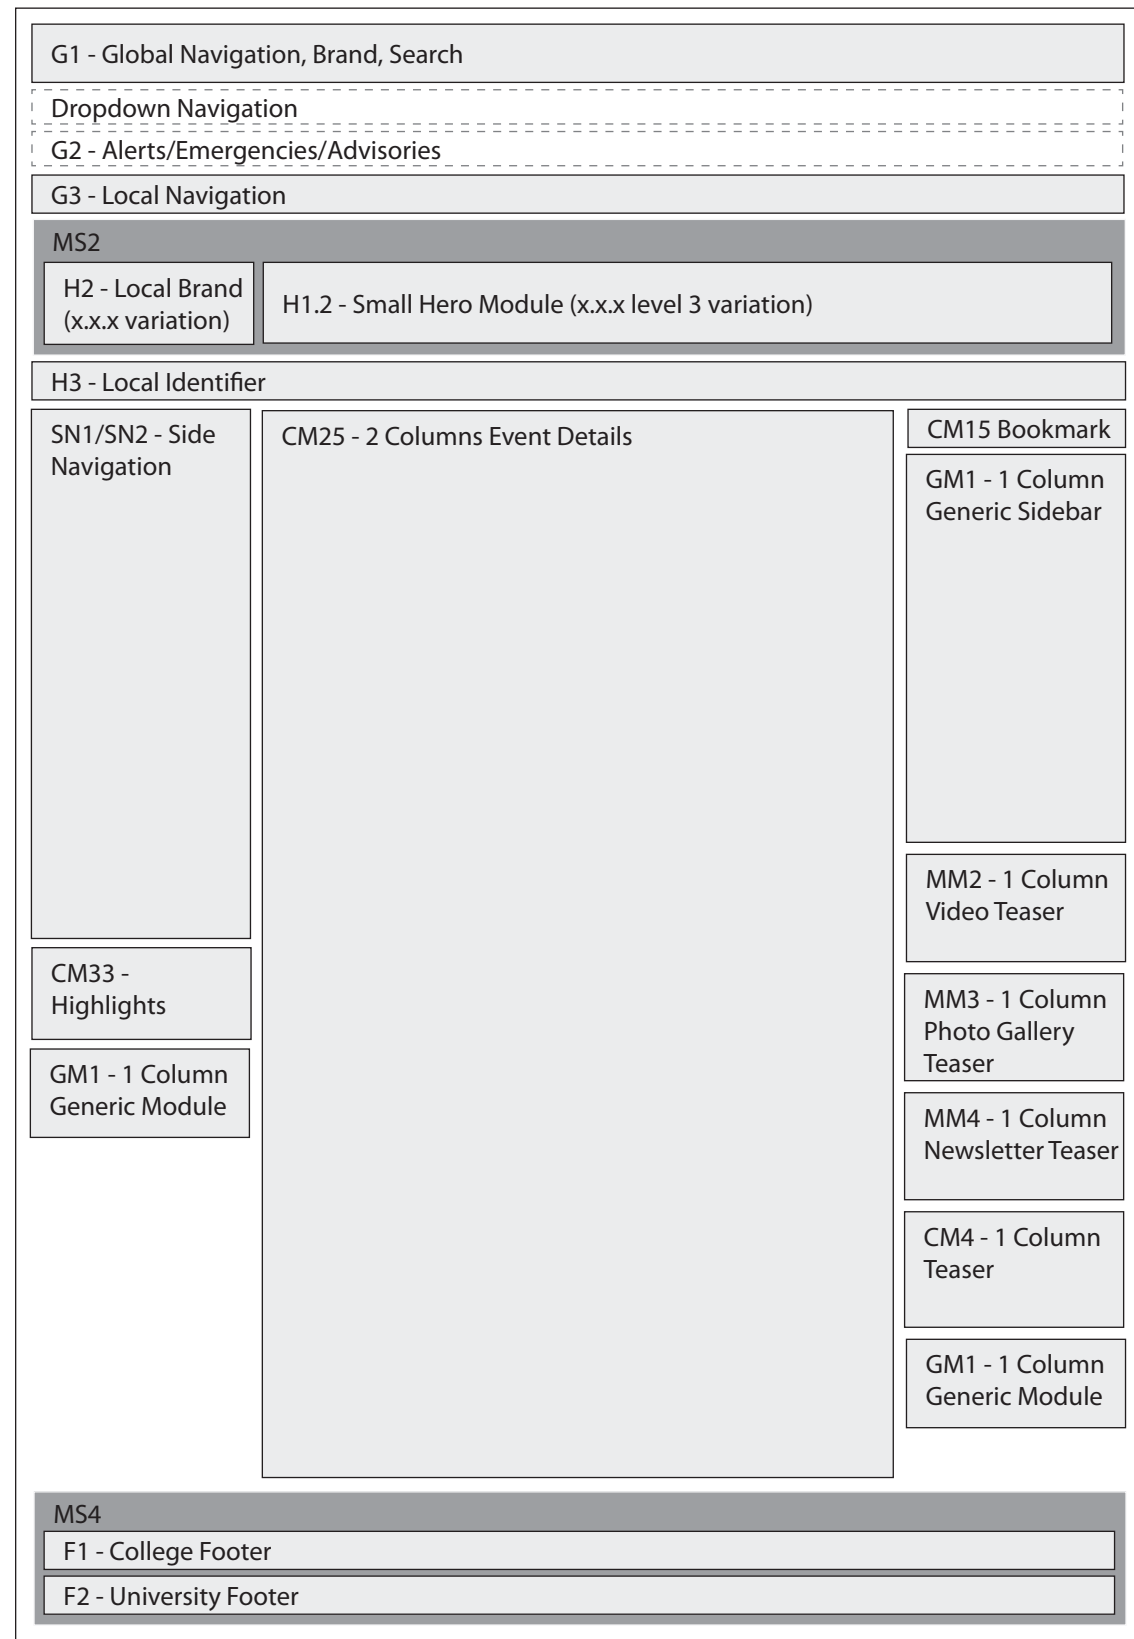 G1 - Global Navigation, Brand, Search
Dropdown Navigation
G2 - Alerts/Emergencies/Advisories
G3 - Local Navigation
MS2
H2 - Local Brand
(x.x.x variation)
H1.2 - Small Hero Module (x.x.x level 3 variation)
H3 - Local Identifier
SN1/SN2 - Side
Navigation
CM33 -
Highlights
GM1 - 1 Column
Generic Module
CM25 - 2 Columns Event Details
CM15 Bookmark
GM1 - 1 Column
Generic Sidebar
MM2 - 1 Column
Video Teaser
MM3 - 1 Column
Photo Gallery
Teaser
MM4 - 1 Column
Newsletter Teaser
CM4 - 1 Column
Teaser
GM1 - 1 Column
Generic Module
MS4
F1 - College Footer
F2 - University Footer